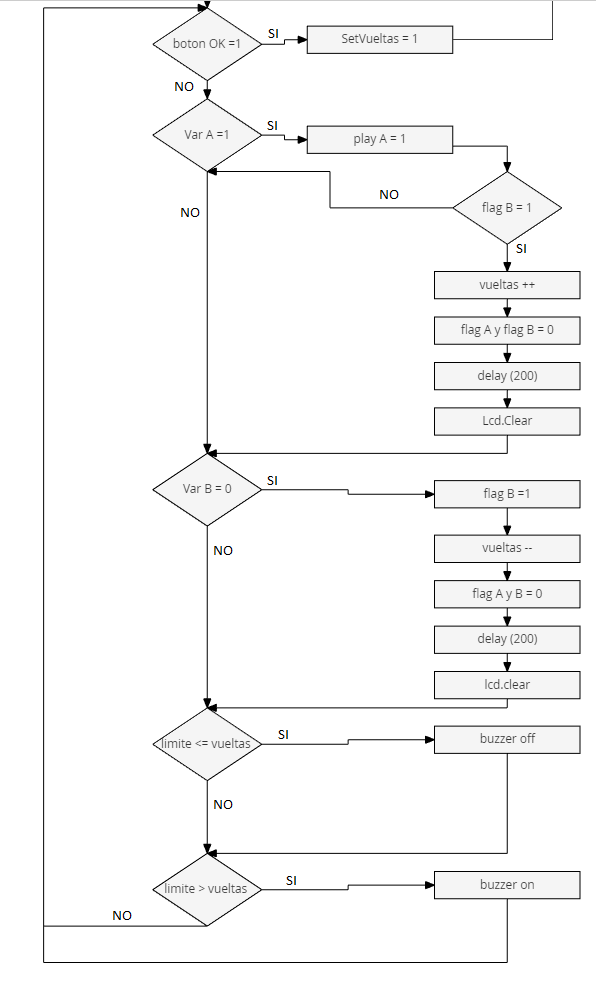 boton OK =1
SI
SetVueltas = 1
NO
Var A =1
SI
play A = 1
NO
flag B = 1
NO
SI
vueltas ++
flag A y flag B = 0
delay (200)
Lcd.Clear
Var B = 0
SI
flag B =1
NO
vueltas --
flag A y B = 0
delay (200)
lcd.clear
limite <= vueltas
SI
buzzer off
NO
limite > vueltas
SI
buzzer on
NO